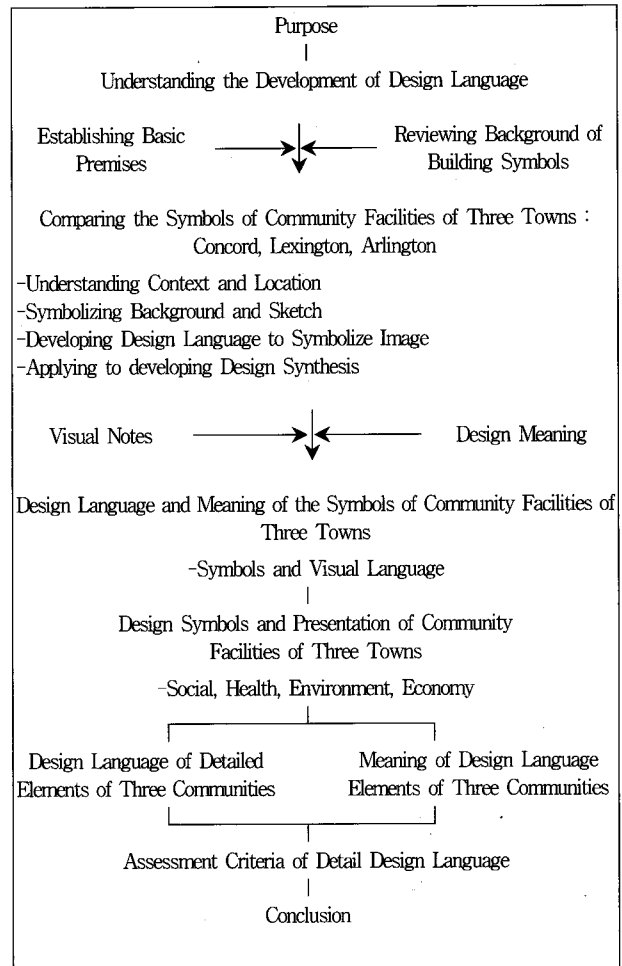 Purpose
Understanding the Development of Design Language
Establishing Basic
Premises
Reviewing Background of
Building Symbols
Comparing the Symbols of Community Facilities of Three Towns :
Concord, Lexington, Arlington
-Understanding Context and Location
-Symbolizing Background and Sketch
-Developing Design Language to Symbolize Image
-Applying to developing Design Synthesis
Visual Notes
Design Meaning
Design Language and Meaning of the Symbols of Community Facilities of
Three Towns
-Symbols and Visual Language
Design Symbols and Presentation of Community
Facilities of Three Towns
-Social, Health, Environment, Economy
Design Language of Detailed
Elements of Three Communities
Meaning of Design Language
Elements of Three Communities
Assessment Criteria of Detail Design Language
Conclusion